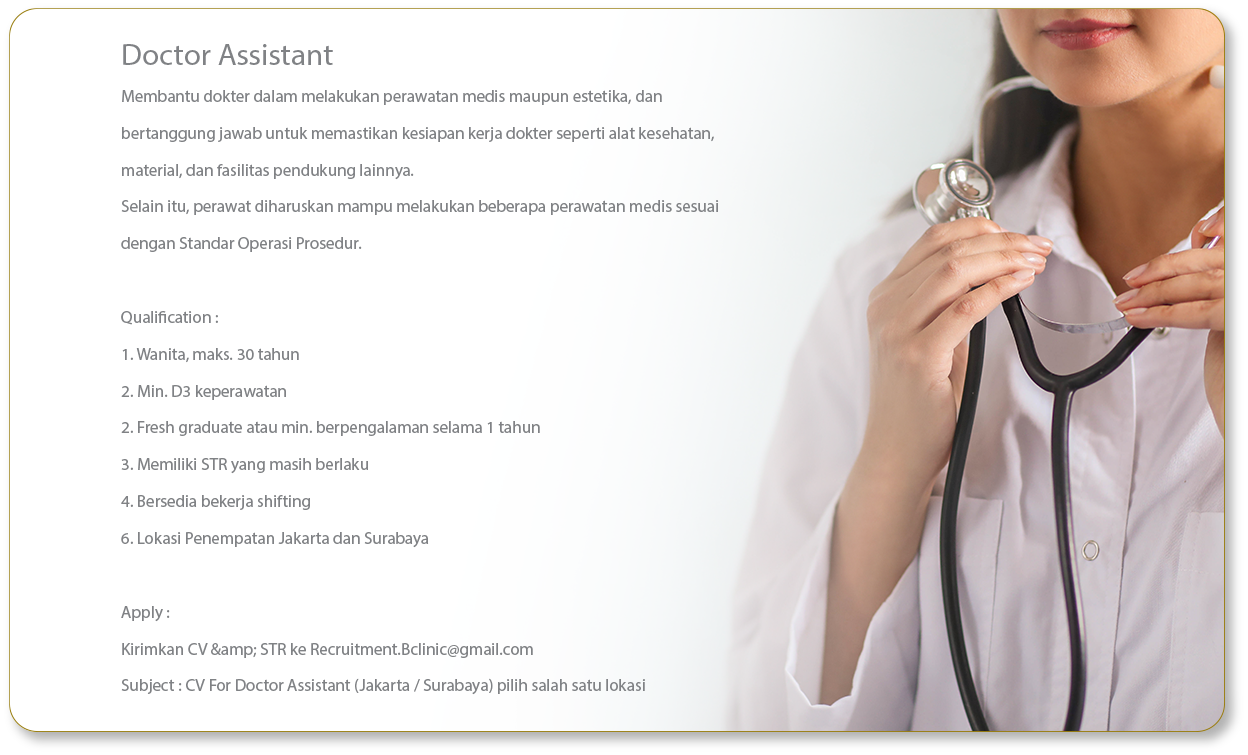 Doctor Assistant
Membantu dokter dalam melakukan perawatan medis maupun estetika, dan
bertanggung jawab untuk memastikan kesiapan kerja dokter seperti alat kesehatan,
material, dan fasilitas pendukung lainnya.
Selain itu, perawat diharuskan mampu melakukan beberapa perawatan medis sesuai
dengan Standar Operasi Prosedur.
Qualification :
1. Wanita, maks. 30 tahun
2. Min. D3 keperawatan
2. Fresh graduate atau min. berpengalaman selama 1 tahun
3. Memiliki STR yang masih berlaku
4. Bersedia bekerja shifting
6. Lokasi Penempatan Jakarta dan Surabaya
Apply :
Kirimkan CV &amp; STR ke Recruitment.Bclinic@gmail.com
Subject : CV For Doctor Assistant (Jakarta / Surabaya) pilih salah satu lokasi